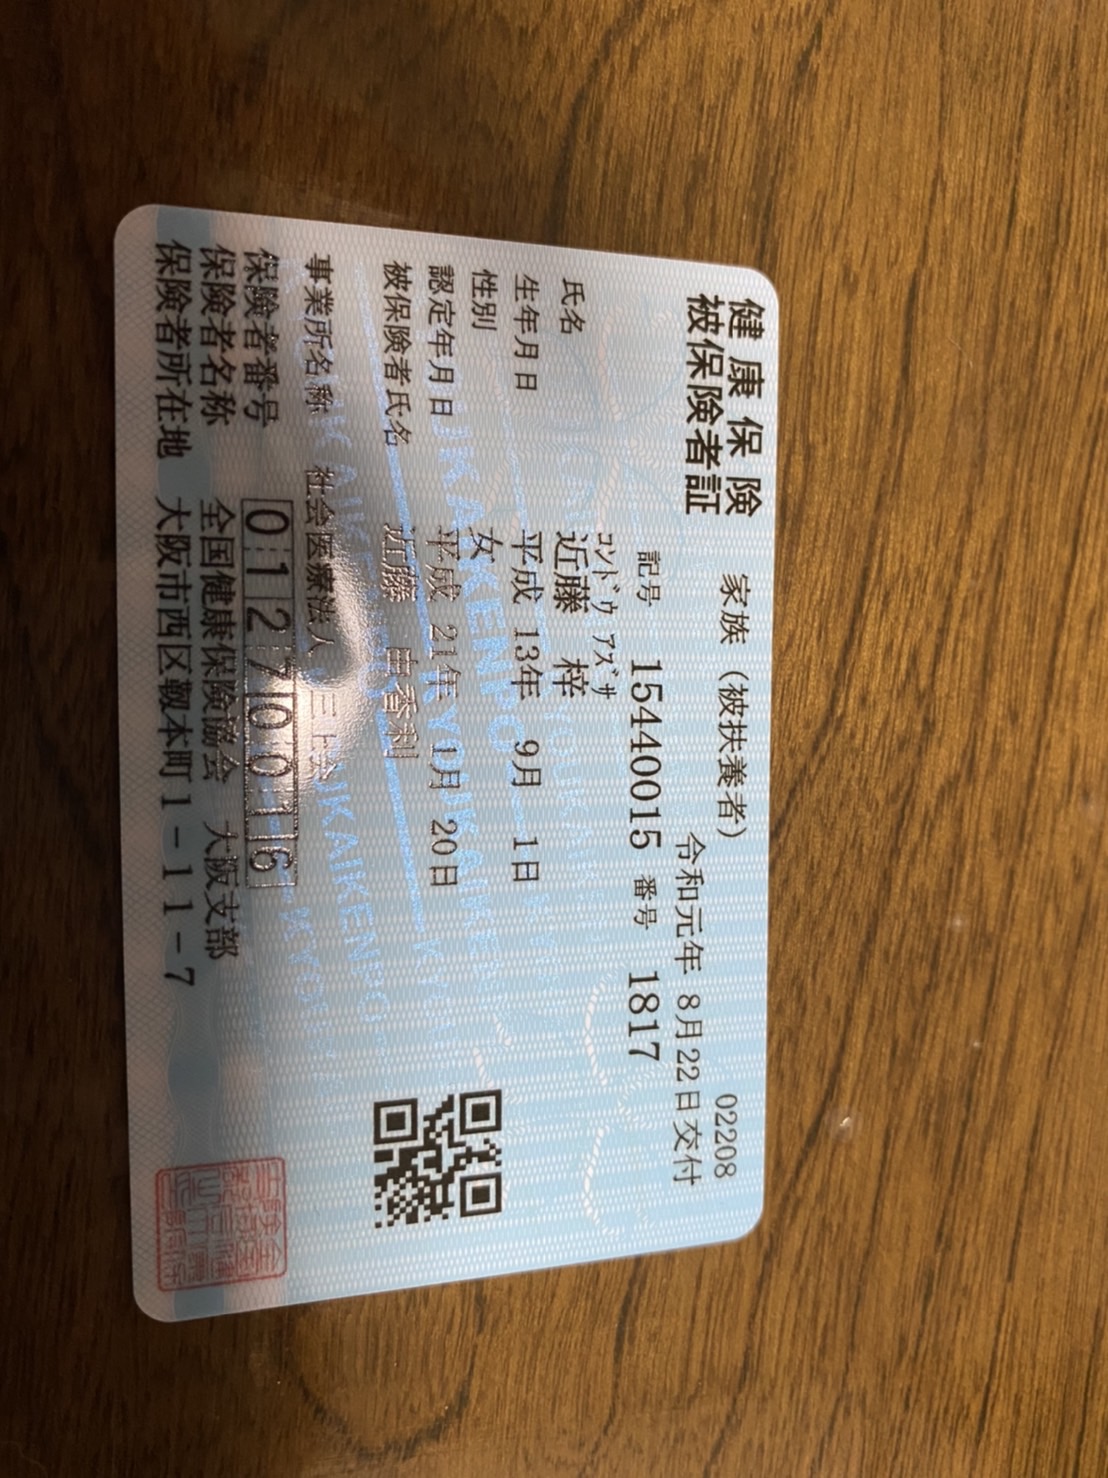 健康保険 被保険者証 家族（被扶養者） 02208
令和元年 8月22日交付
記号 15440015 番号 1817
ｺﾝﾄﾞｳ ｱｽﾞｻ
氏名 近藤 梓
生年月日 平成 13年 9月 1日
性別 女
認定年月日 平成 21年 1月 20日
被保険者氏名 近藤 由香利
事業所名称 社会医療法人 三上会
保険者番号 01270016
保険者名称 全国健康保険協会 大阪支部
保険者所在地 大阪市西区靱本町1-11-7